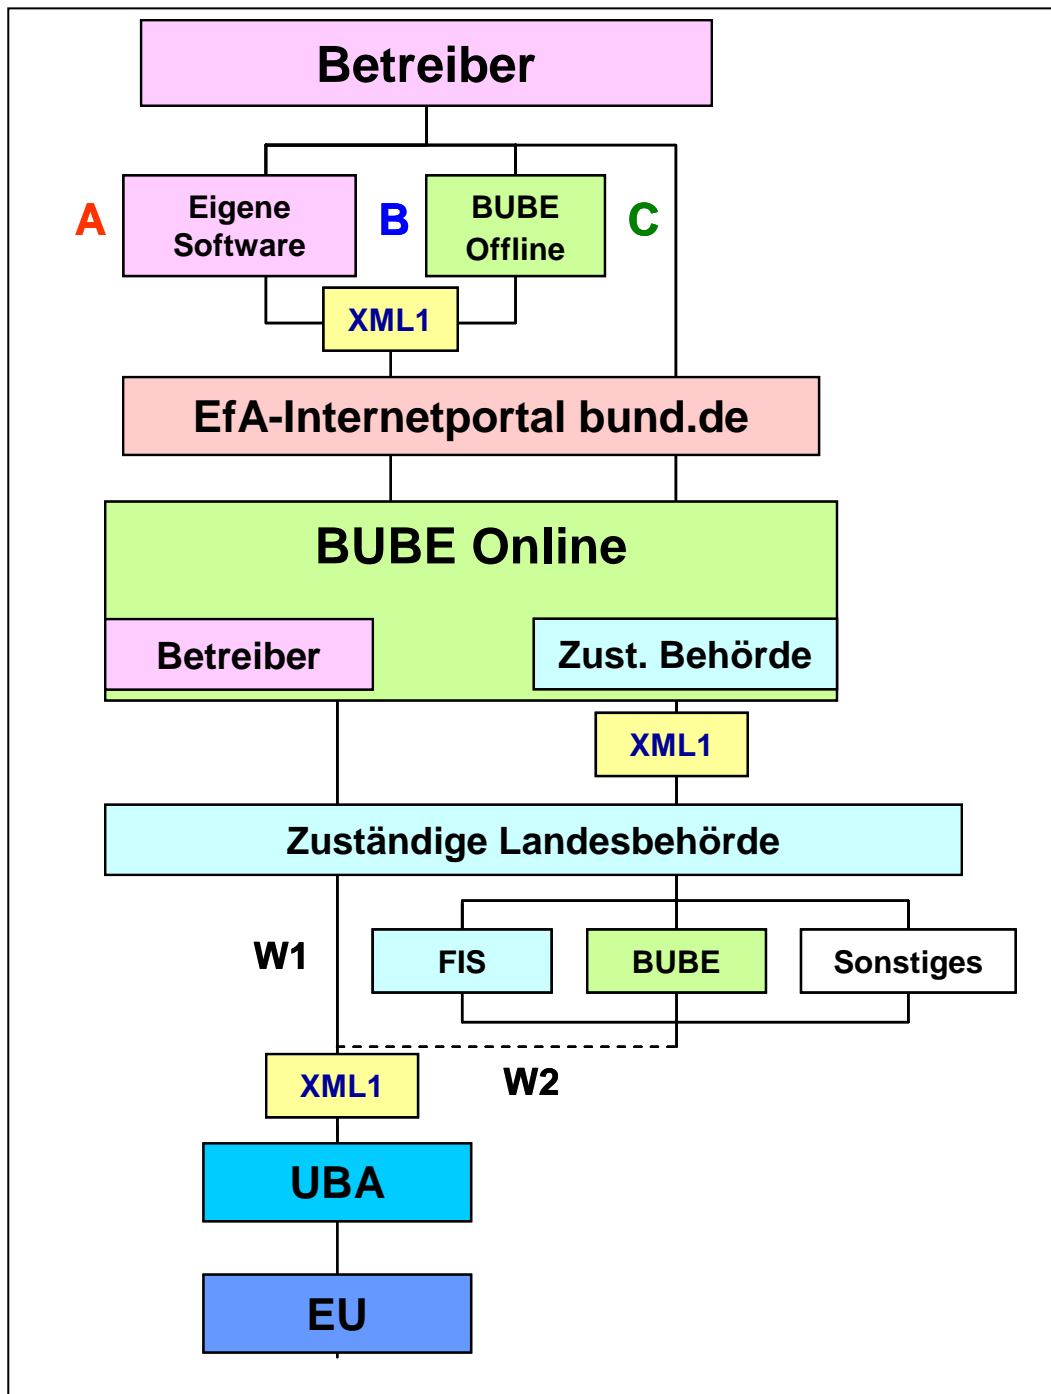 Betreiber
A
Eigene
Software
B
BUBE
Offline
C
XML1
EfA-Internetportal bund.de
BUBE Online
Betreiber
Zust. Behörde
XML1
Zuständige Landesbehörde
W1
FIS
BUBE
Sonstiges
W2
XML1
UBA
EU